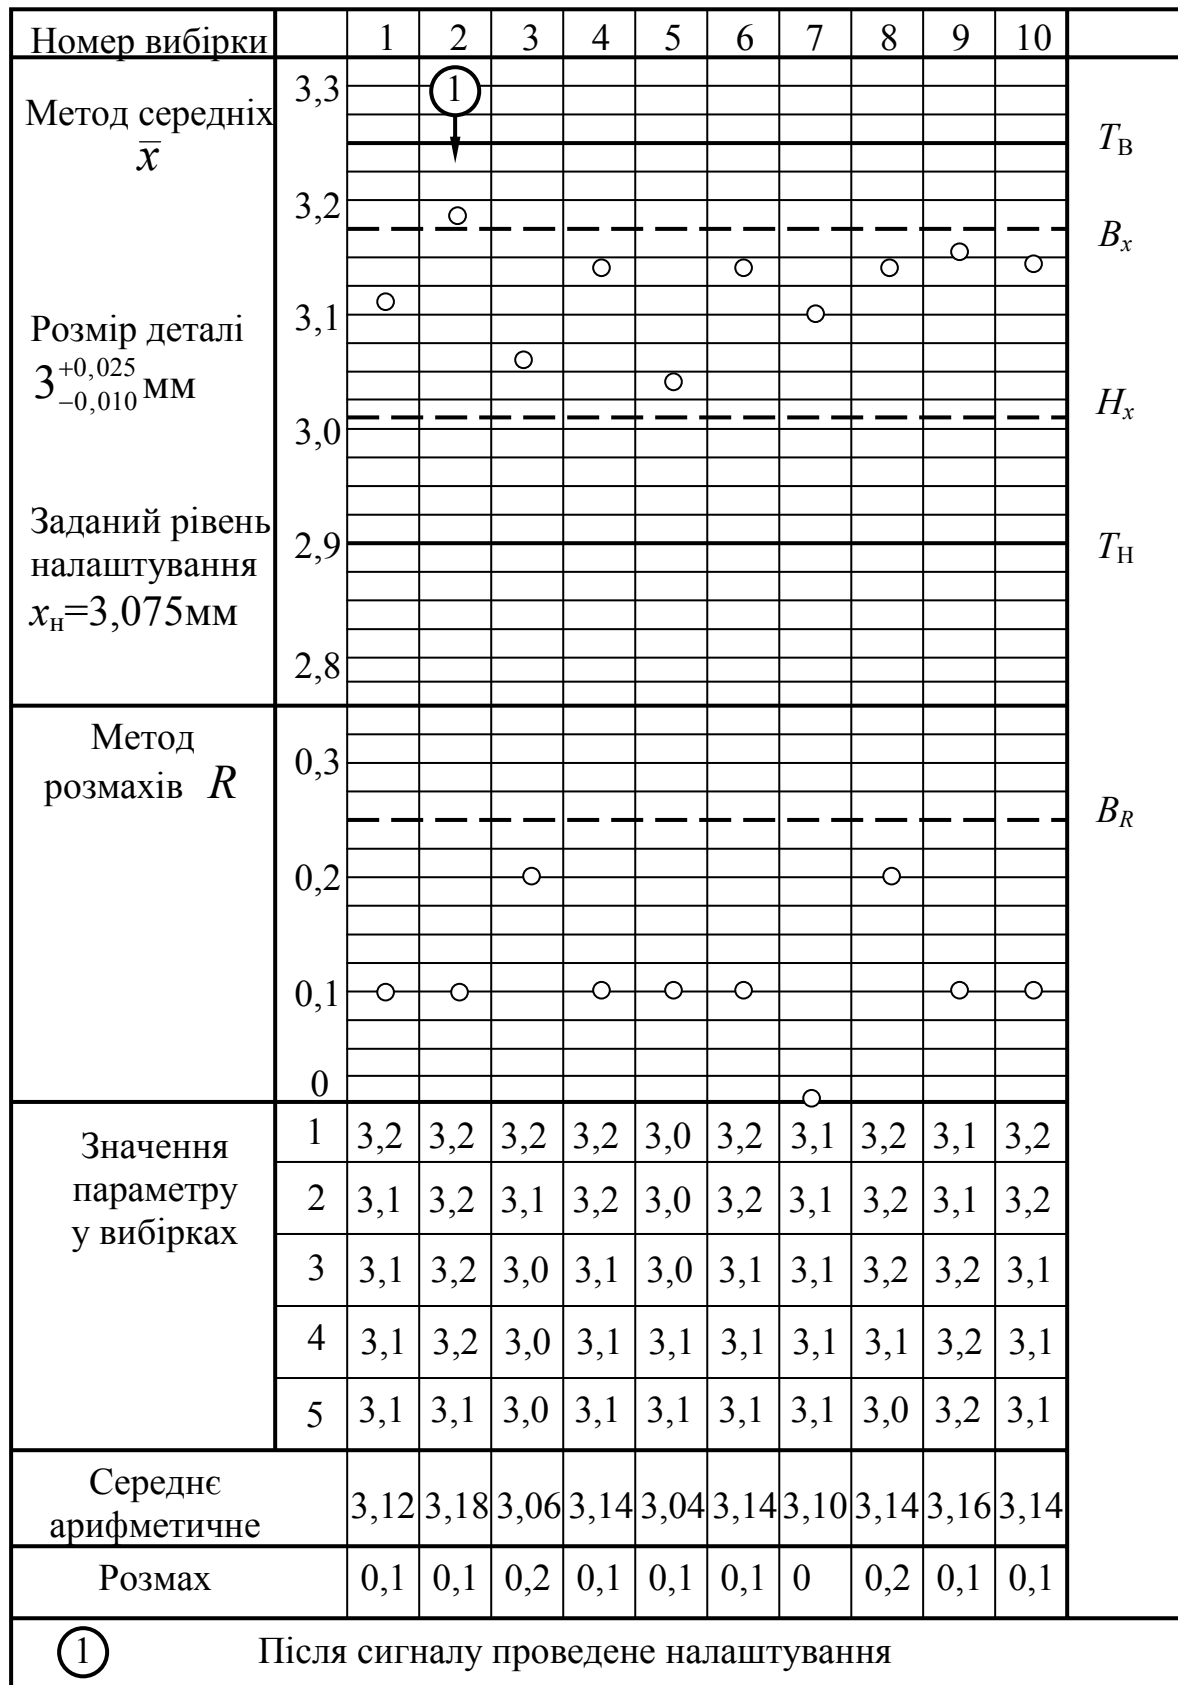 Номер вибірки 1 2 3 4 5 6 7 8 9 10
Метод середніх
x̅
Розмір деталі
3 +0,025 −0,010 мм
Заданий рівень
налаштування
xн=3,075мм
3,3
3,2
3,1
3,0
2,9
2,8
1
TВ
Bx
Hx
TН
Метод
розмахів R
0,3
0,2
0,1
0
BR
Значення
параметру
у вибірках
1 3,2 3,2 3,2 3,2 3,0 3,2 3,1 3,2 3,1 3,2
2 3,1 3,2 3,1 3,2 3,0 3,2 3,1 3,2 3,1 3,2
3 3,1 3,2 3,0 3,1 3,0 3,1 3,1 3,2 3,2 3,1
4 3,1 3,2 3,0 3,1 3,1 3,1 3,1 3,1 3,2 3,1
5 3,1 3,1 3,0 3,1 3,1 3,1 3,1 3,0 3,2 3,1
Середнє
арифметичне
3,12 3,18 3,06 3,14 3,04 3,14 3,10 3,14 3,16 3,14
Розмах 0,1 0,1 0,2 0,1 0,1 0,1 0 0,2 0,1 0,1
1 Після сигналу проведене налаштування